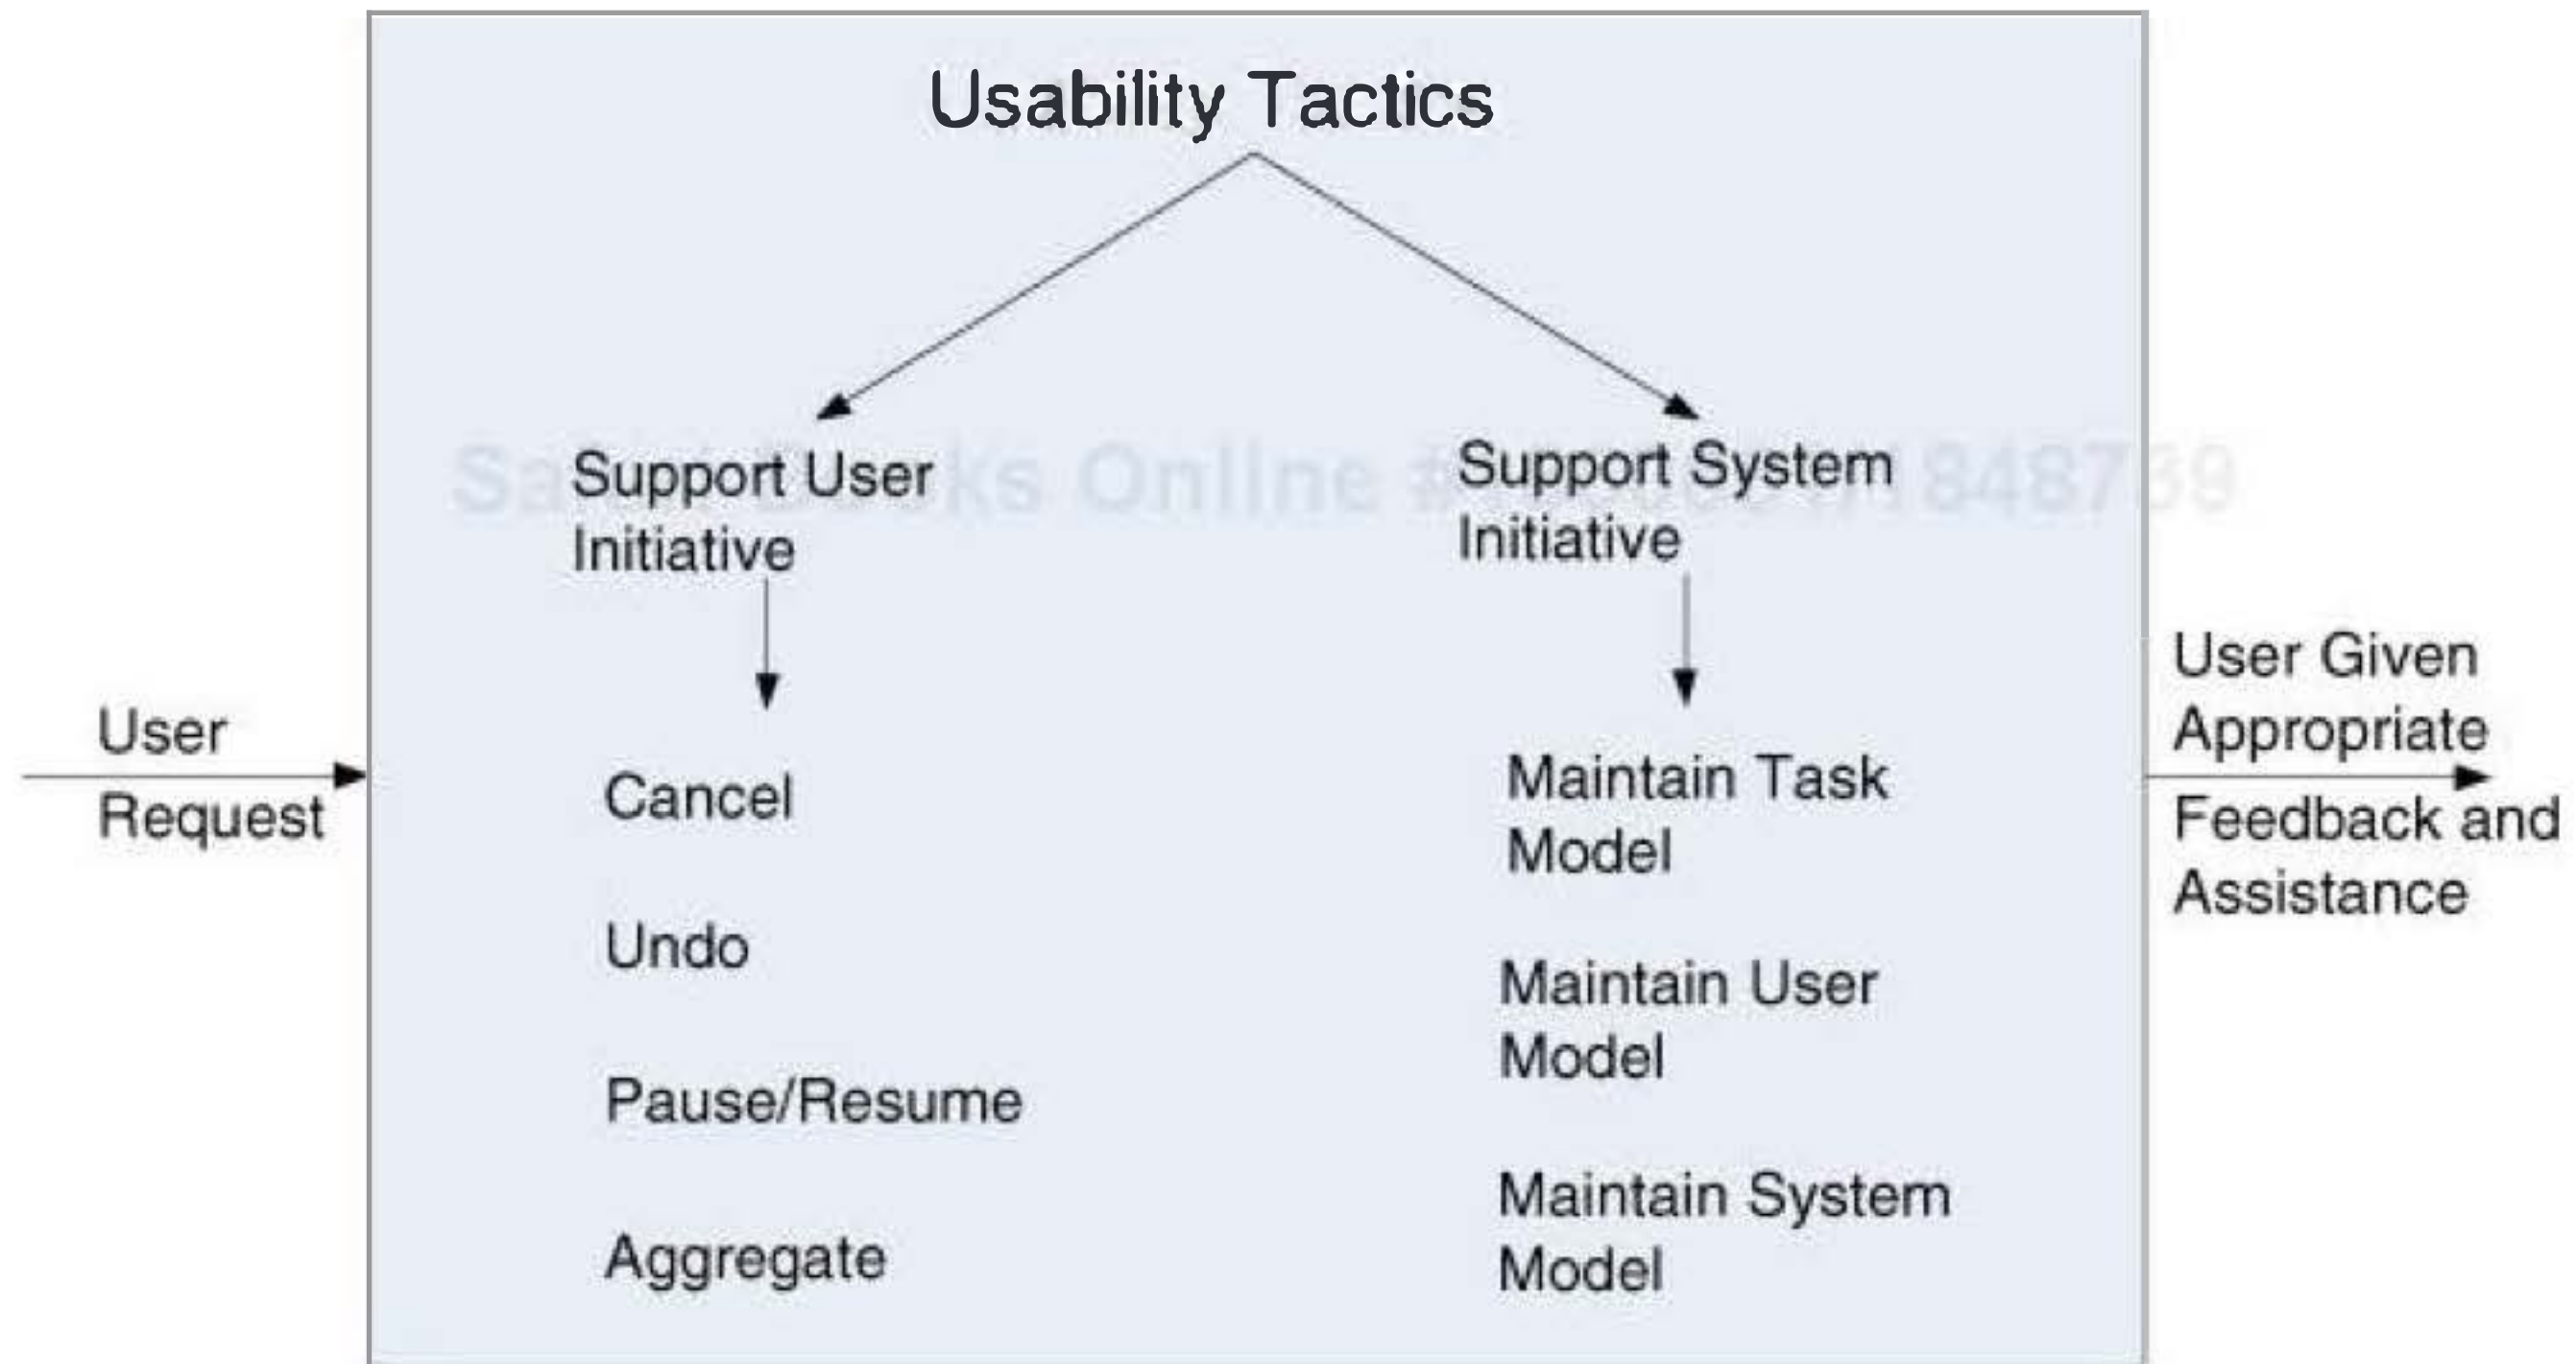 Usability Tactics
Support User
Initiative
Support System
Initiative
User
Request
Cancel
Undo
Pause/Resume
Aggregate
Maintain Task
Model
Maintain User
Model
Maintain System
Model
User Given
Appropriate
Feedback and
Assistance